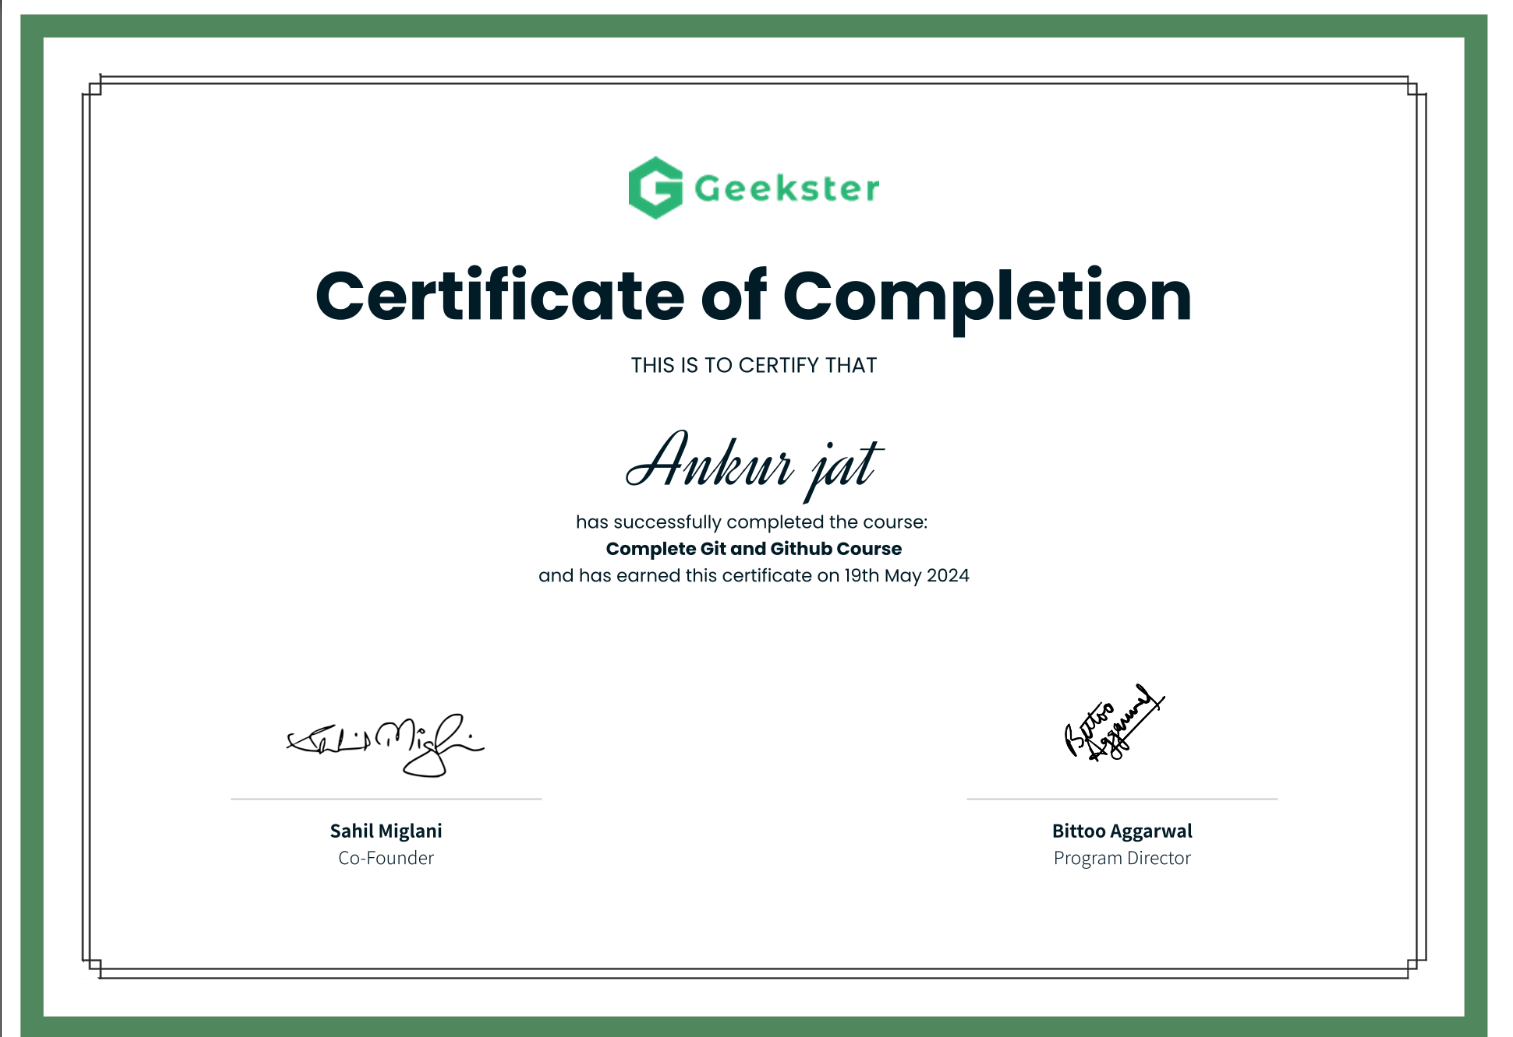 Geekster
Certificate of Completion
THIS IS TO CERTIFY THAT
Ankur jat
has successfully completed the course:
Complete Git and Github Course
and has earned this certificate on 19th May 2024
Sahil Miglani
Bittoo
Aggarwal
Sahil Miglani
Co-Founder
Bittoo Aggarwal
Program Director